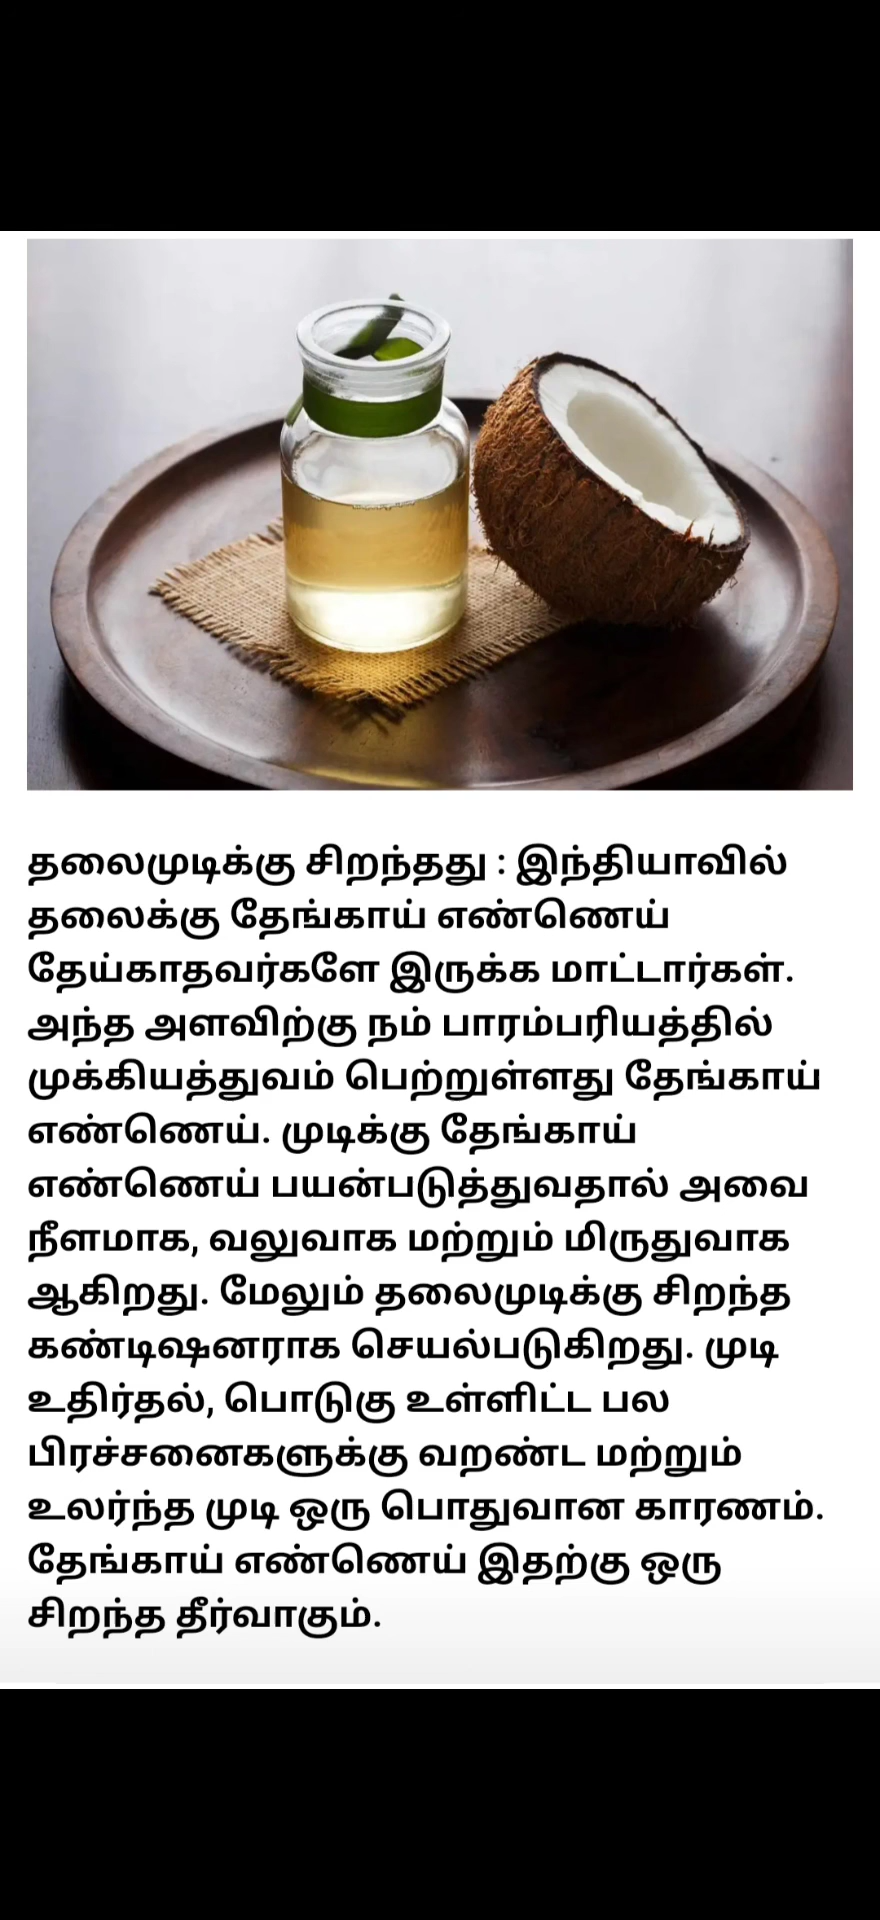 தலைமுடிக்கு சிறந்தது : இந்தியாவில்
தலைக்கு தேங்காய் எண்ணெய்
தேய்காதவர்களே இருக்க மாட்டார்கள்.
அந்த அளவிற்கு நம் பாரம்பரியத்தில்
முக்கியத்துவம் பெற்றுள்ளது தேங்காய்
எண்ணெய். முடிக்கு தேங்காய்
எண்ணெய் பயன்படுத்துவதால் அவை
நீளமாக, வலுவாக மற்றும் மிருதுவாக
ஆகிறது. மேலும் தலைமுடிக்கு சிறந்த
கண்டிஷனராக செயல்படுகிறது. முடி
உதிர்தல், பொடுகு உள்ளிட்ட பல
பிரச்சனைகளுக்கு வறண்ட மற்றும்
உலர்ந்த முடி ஒரு பொதுவான காரணம்.
தேங்காய் எண்ணெய் இதற்கு ஒரு
சிறந்த தீர்வாகும்.